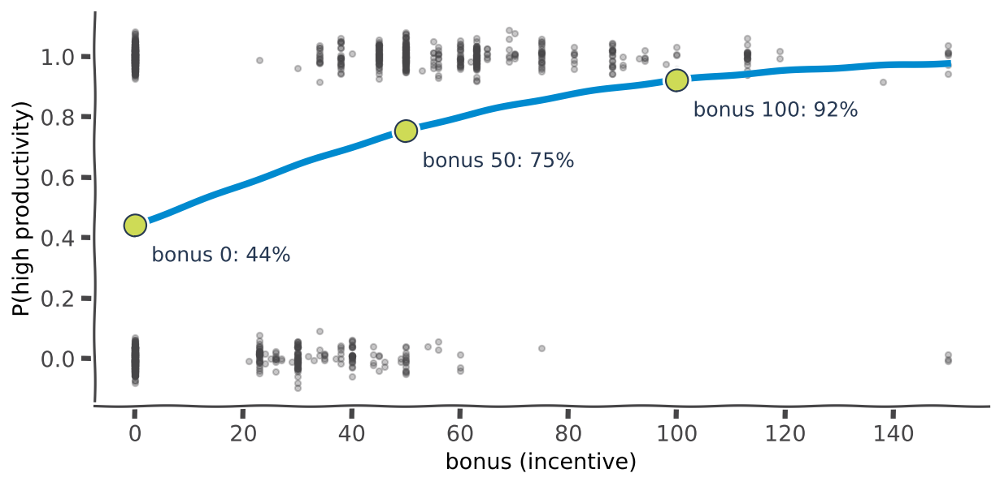 P(high productivity)
1.0
0.8
0.6
0.4
0.2
0.0
bonus 100: 92%
bonus 50: 75%
bonus 0: 44%
0 20 40 60 80 100 120 140
bonus (incentive)